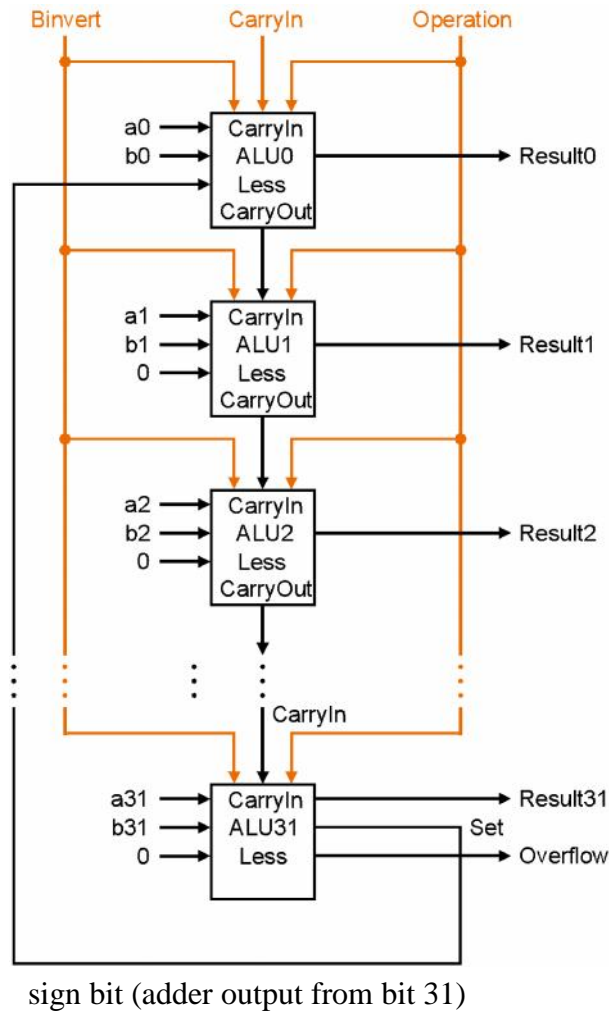 Binvert CarryIn Operation
a0 CarryIn
b0 ALU0 Result0
Less
CarryOut
a1 CarryIn
b1 ALU1 Result1
0 Less
CarryOut
a2 CarryIn
b2 ALU2 Result2
0 Less
CarryOut
CarryIn
a31 CarryIn Result31
b31 ALU31 Set
0 Less Overflow
sign bit (adder output from bit 31)